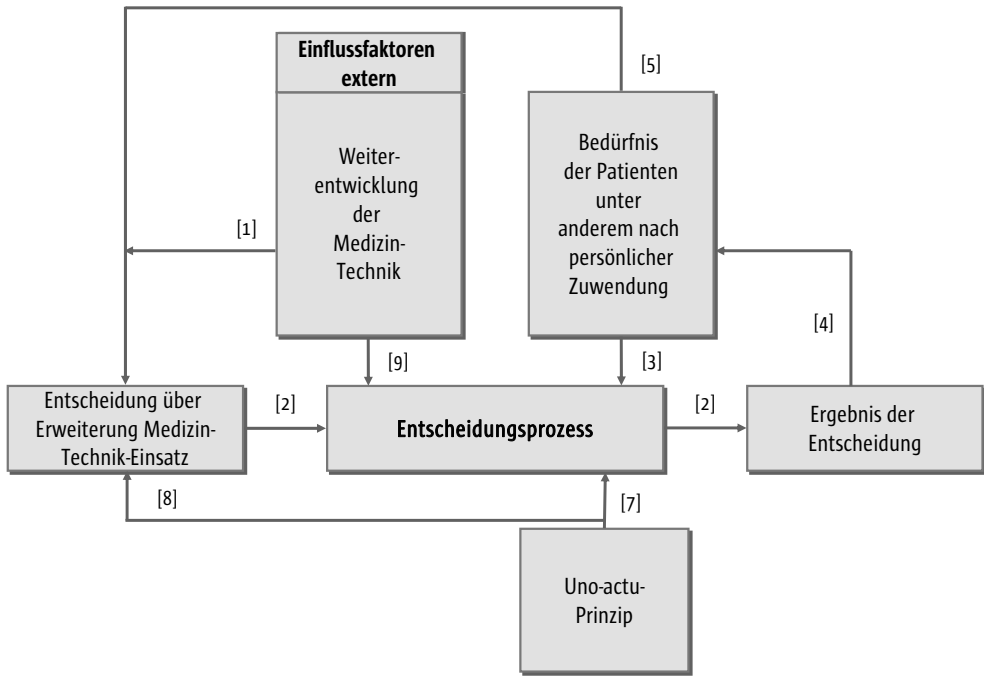 Einflussfaktoren
extern
[5]
Weiter-
entwicklung
der
Medizin-
Technik
Bedürfnis
der Patienten
unter
anderem nach
persönlicher
Zuwendung
[1]
[4]
[9]
[3]
Entscheidung über
Erweiterung Medizin-
Technik-Einsatz
[2]
Entscheidungsprozess
[2]
Ergebnis der
Entscheidung
[8]
[7]
Uno-actu-
Prinzip